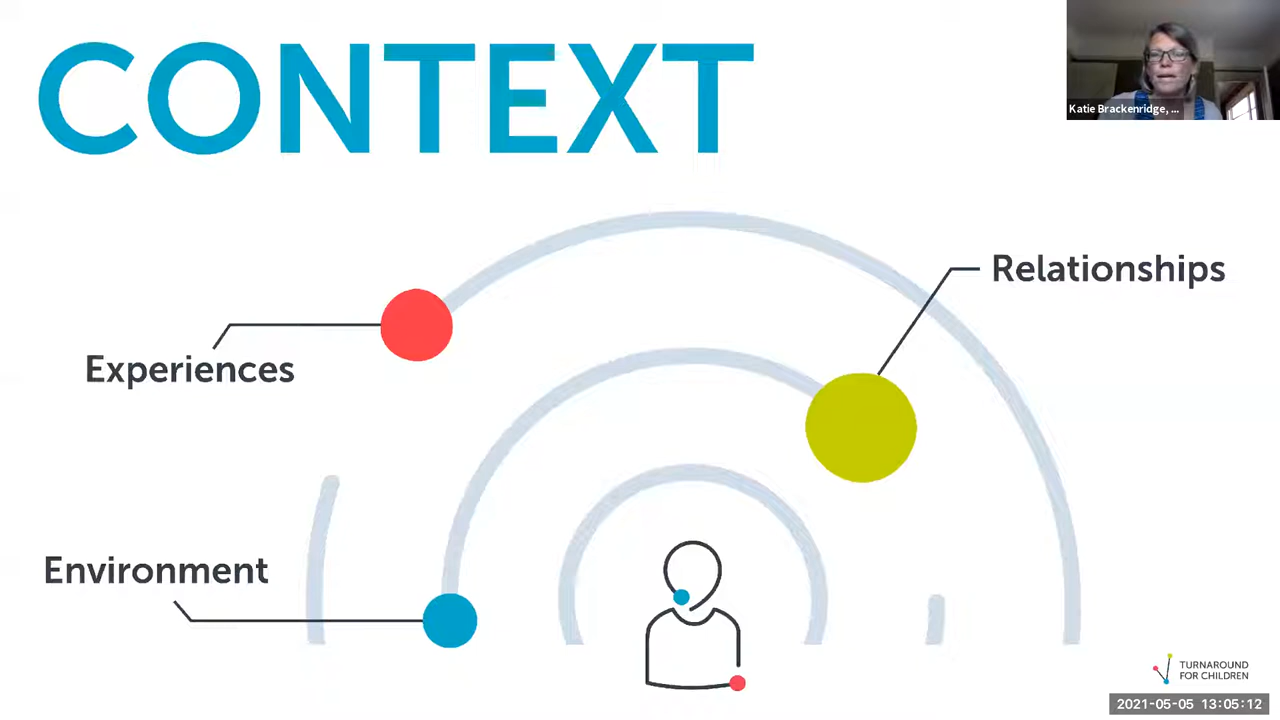 CONTEXT
Katie Brackenridge, ...
Relationships
Experiences
Environment
TURNAROUND
FOR CHILDREN
2021-05-05 13:05:12